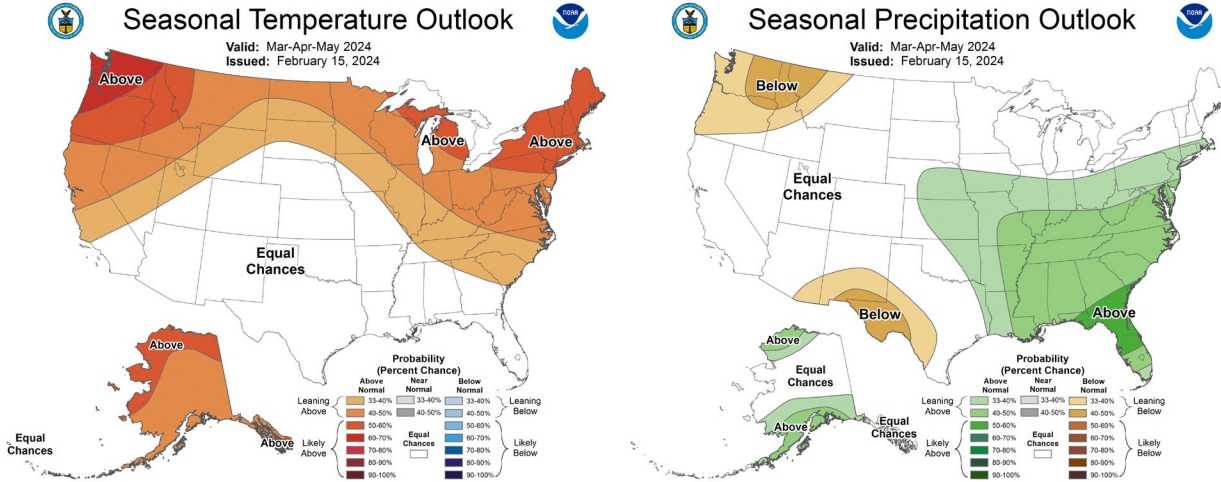 Seasonal Temperature Outlook
NOAA
Valid: Mar-Apr-May 2024
Issued: February 15, 2024
Above
Above
Above
Equal
Chances
Above
Above
Equal
Chances
Probability
(Percent Chance)
Above
Normal
Near
Normal
Below
Normal
Leaning
Above
33-40%
33-40%
33-40%
Leaning
Below
40-50%
40-50%
40-50%
50-60%
50-60%
Likely
Above
60-70%
Equal
Chances
60-70%
Likely
Below
70-80%
70-80%
80-90%
80-90%
90-100%
90-100%
Seasonal Precipitation Outlook
NOAA
Valid: Mar-Apr-May 2024
Issued: February 15, 2024
Below
Equal
Chances
Below
Above
Above
Equal
Chances
Above
Equal
Chances
Probability
(Percent Chance)
Above
Normal
Near
Normal
Below
Normal
Leaning
Above
33-40%
33-40%
33-40%
Leaning
Below
40-50%
40-50%
40-50%
50-60%
50-60%
Likely
Above
60-70%
Equal
Chances
60-70%
Likely
Below
70-80%
70-80%
80-90%
80-90%
90-100%
90-100%